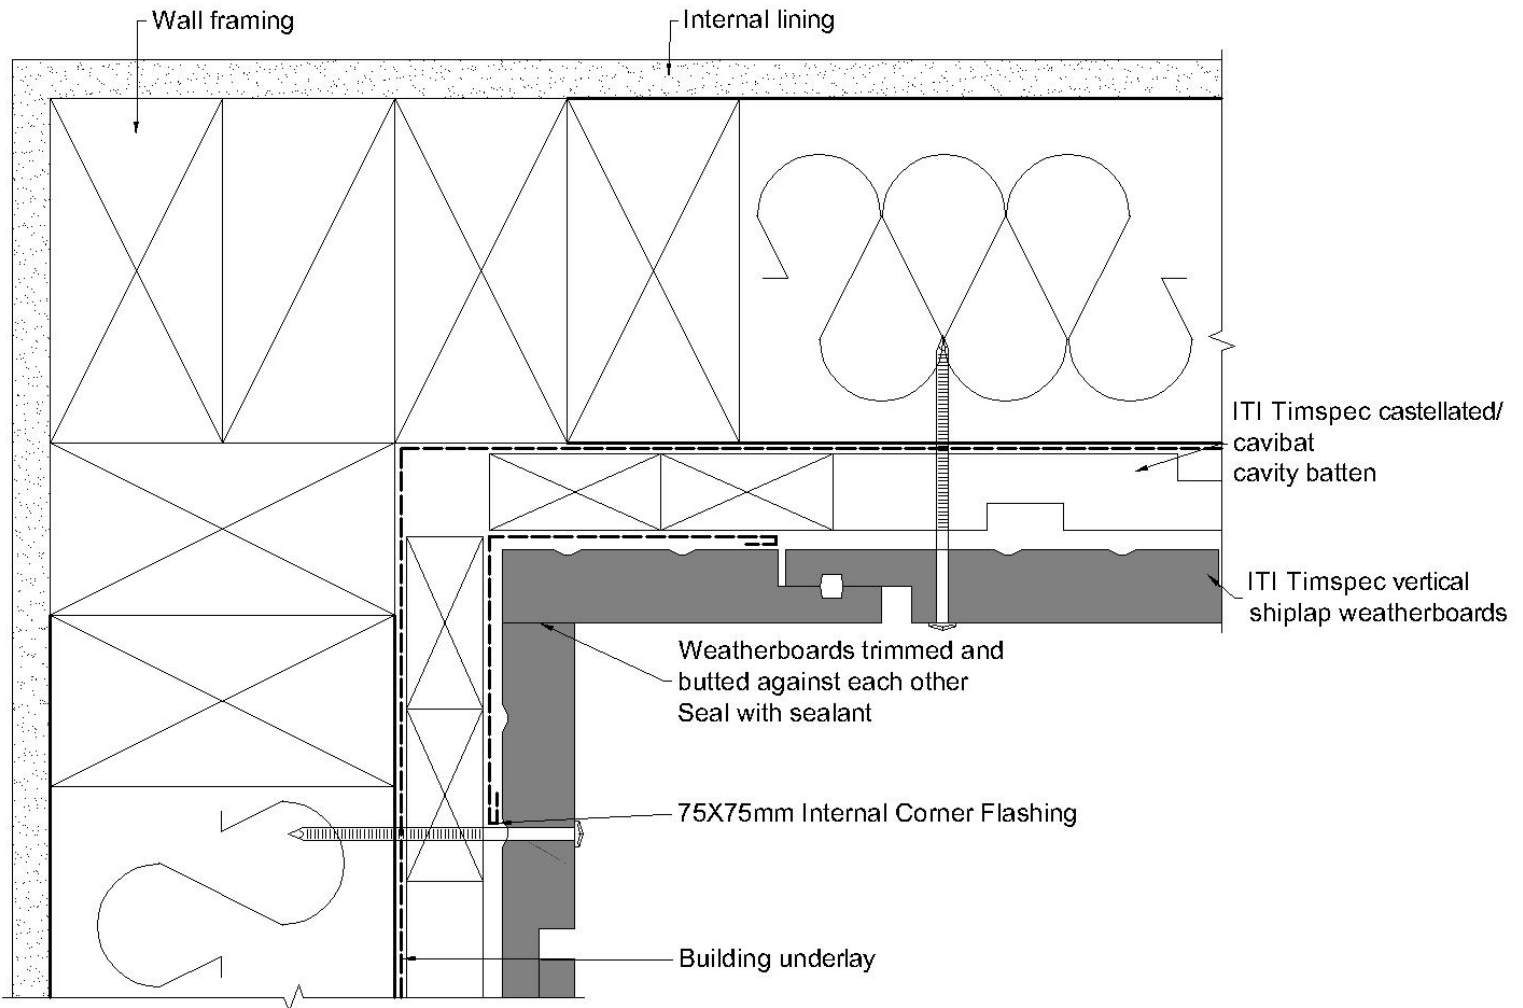 Wall framing
Internal lining
ITI Timspec castellated/
cavibat
cavity batten
ITI Timspec vertical
shiplap weatherboards
Weatherboards trimmed and
butted against each other
Seal with sealant
75X75mm Internal Corner Flashing
Building underlay